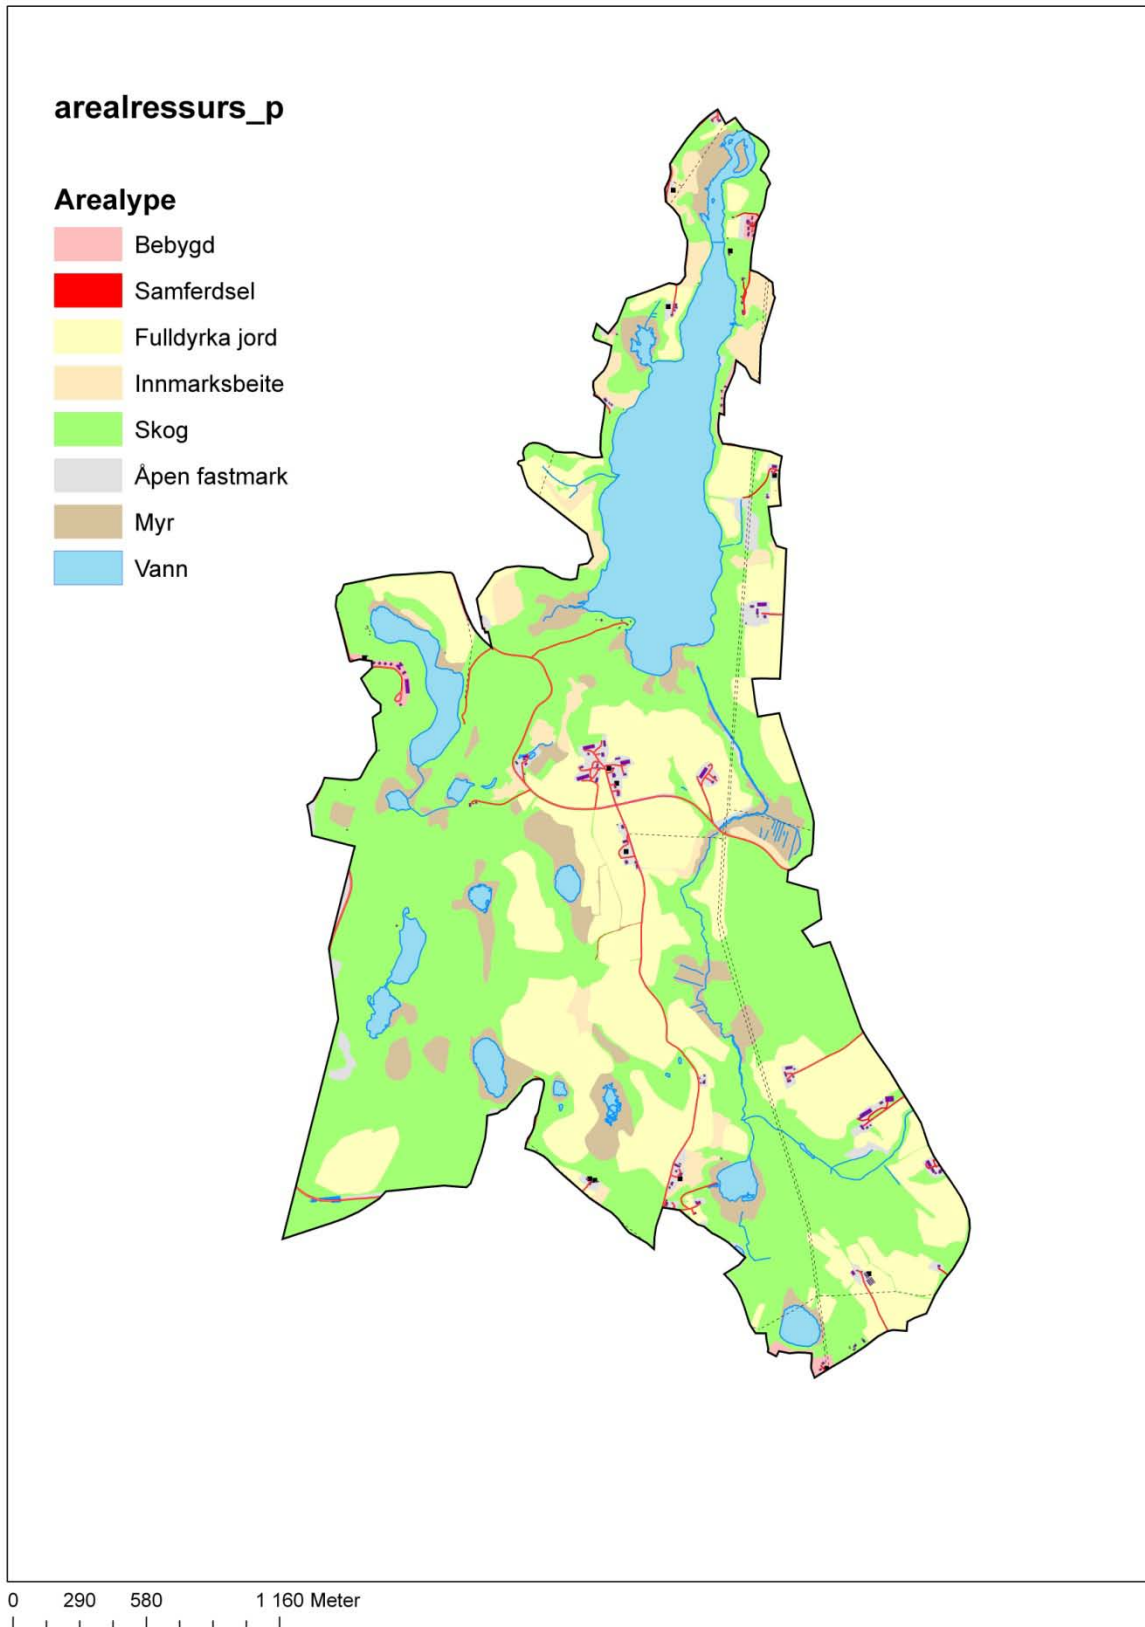 arealressurs_p
Arealype
Bebygd
Samferdsel
Fulldyrka jord
Innmarksbeite
Skog
Åpen fastmark
Myr
Vann
0 290 580 1 160 Meter